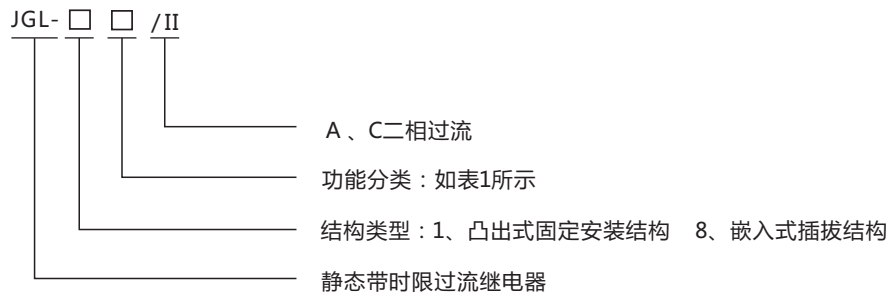 JGL-□ □ /II
A 、C二相过流
功能分类：如表1所示
结构类型：1、凸出式固定安装结构 8、嵌入式插拔结构
静态带时限过流继电器